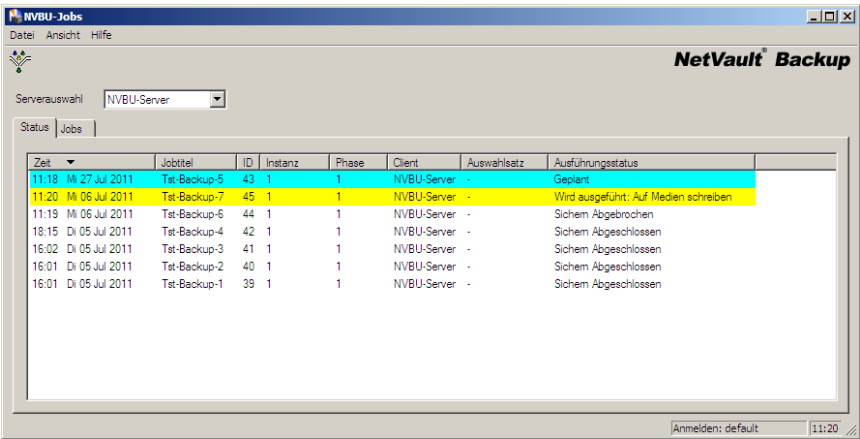 NVBU-Jobs
Datei Ansicht Hilfe
NetVault® Backup
Serverauswahl NVBU-Server
Status Jobs
Zeit Jobtitel ID Instanz Phase Client Auswahlsatz Ausführungsstatus
11:18 Mi 27 Jul 2011 Tst-Backup-5 43 1 1 NVBU-Server - Geplant
11:20 Mi 06 Jul 2011 Tst-Backup-7 45 1 1 NVBU-Server - Wird ausgeführt: Auf Medien schreiben
11:19 Mi 06 Jul 2011 Tst-Backup-6 44 1 1 NVBU-Server - Sichern Abgebrochen
18:15 Di 05 Jul 2011 Tst-Backup-4 42 1 1 NVBU-Server - Sichern Abgeschlossen
16:02 Di 05 Jul 2011 Tst-Backup-3 41 1 1 NVBU-Server - Sichern Abgeschlossen
16:01 Di 05 Jul 2011 Tst-Backup-2 40 1 1 NVBU-Server - Sichern Abgeschlossen
16:01 Di 05 Jul 2011 Tst-Backup-1 39 1 1 NVBU-Server - Sichern Abgeschlossen
Anmelden: default 11:20